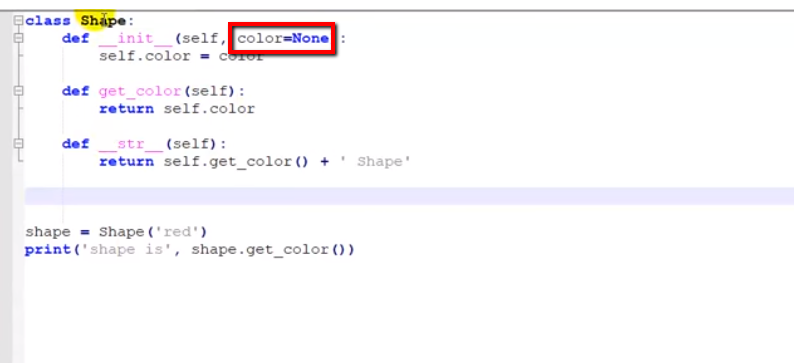 class Shape:
def __init__(self, color=None):
self.color = color
def get_color(self):
return self.color
def __str__(self):
return self.get_color() + ' Shape'
shape = Shape('red')
print('shape is', shape.get_color())